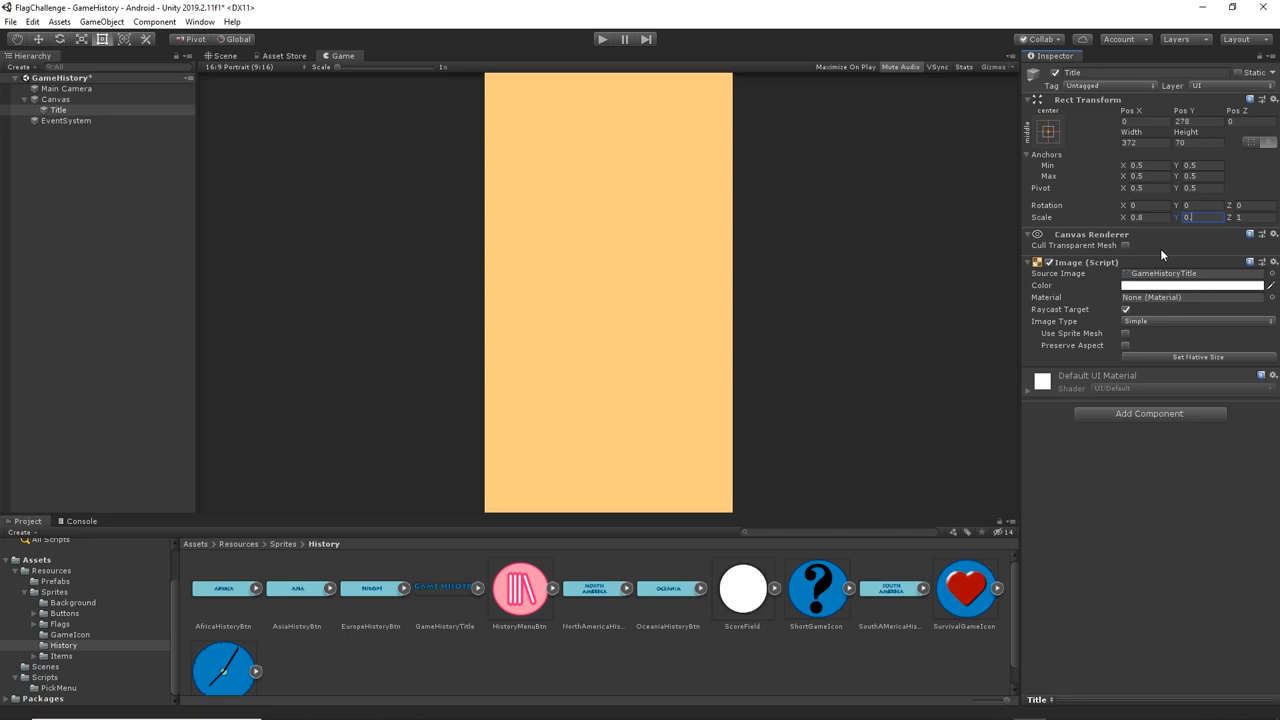 FlagChallenge - GameHistory - Android - Unity 2019.2.11f1* <DX11>
File Edit Assets GameObject Component Window Help
Pivot Global Collab Account Layers Layout
Hierarchy Scene Asset Store Game Inspector
Create All 16:9 Portrait (9:16) Scale 1x Maximize On Play Mute Audio VSync Stats Gizmos
GameHistory*
Main Camera
Canvas
Title
EventSystem
Title Static
Tag Untagged Layer UI
Rect Transform
center Pos X Pos Y Pos Z
middle 0 278 0
Width Height
372 70
R
Anchors
Min X 0.5 Y 0.5
Max X 0.5 Y 0.5
Pivot X 0.5 Y 0.5
Rotation X 0 Y 0 Z 0
Scale X 0.8 Y 0. Z 1
Canvas Renderer
Cull Transparent Mesh
Image (Script)
Source Image GameHistoryTitle
Color
Material None (Material)
Raycast Target
Image Type Simple
Use Sprite Mesh
Preserve Aspect
Set Native Size
Default UI Material
Shader UI/Default
Add Component
Project Console
Create 14
All Scripts
Assets
Resources
Prefabs
Sprites
Background
Buttons
Flags
GameIcon
History
Items
Scenes
Scripts
PickMenu
Packages
Assets Resources Sprites History
AFRICA ASIA EUROPE GAME HISOTRY NORTH AMERICA OCEANIA SOUTH AMERICA
AfricaHistoryBtn AsiaHistoyBtn EuropeHistoryBtn GameHistoryTitle HistoryMenuBtn NorthAmericaHis... OceaniaHistoryBtn ScoreField ShortGameIcon SouthAMericaHis... SurvivalGameIcon
Title